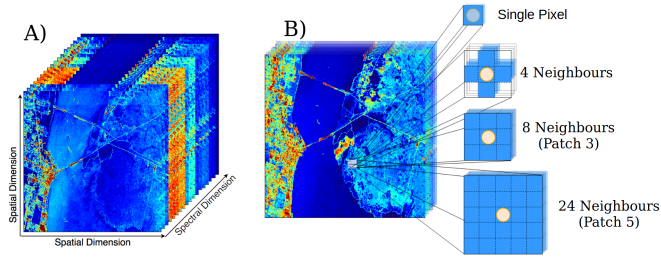 A)
Spatial Dimension
Spatial Dimension
Spectral Dimension
B)
Single Pixel
4 Neighbours
8 Neighbours
(Patch 3)
24 Neighbours
(Patch 5)